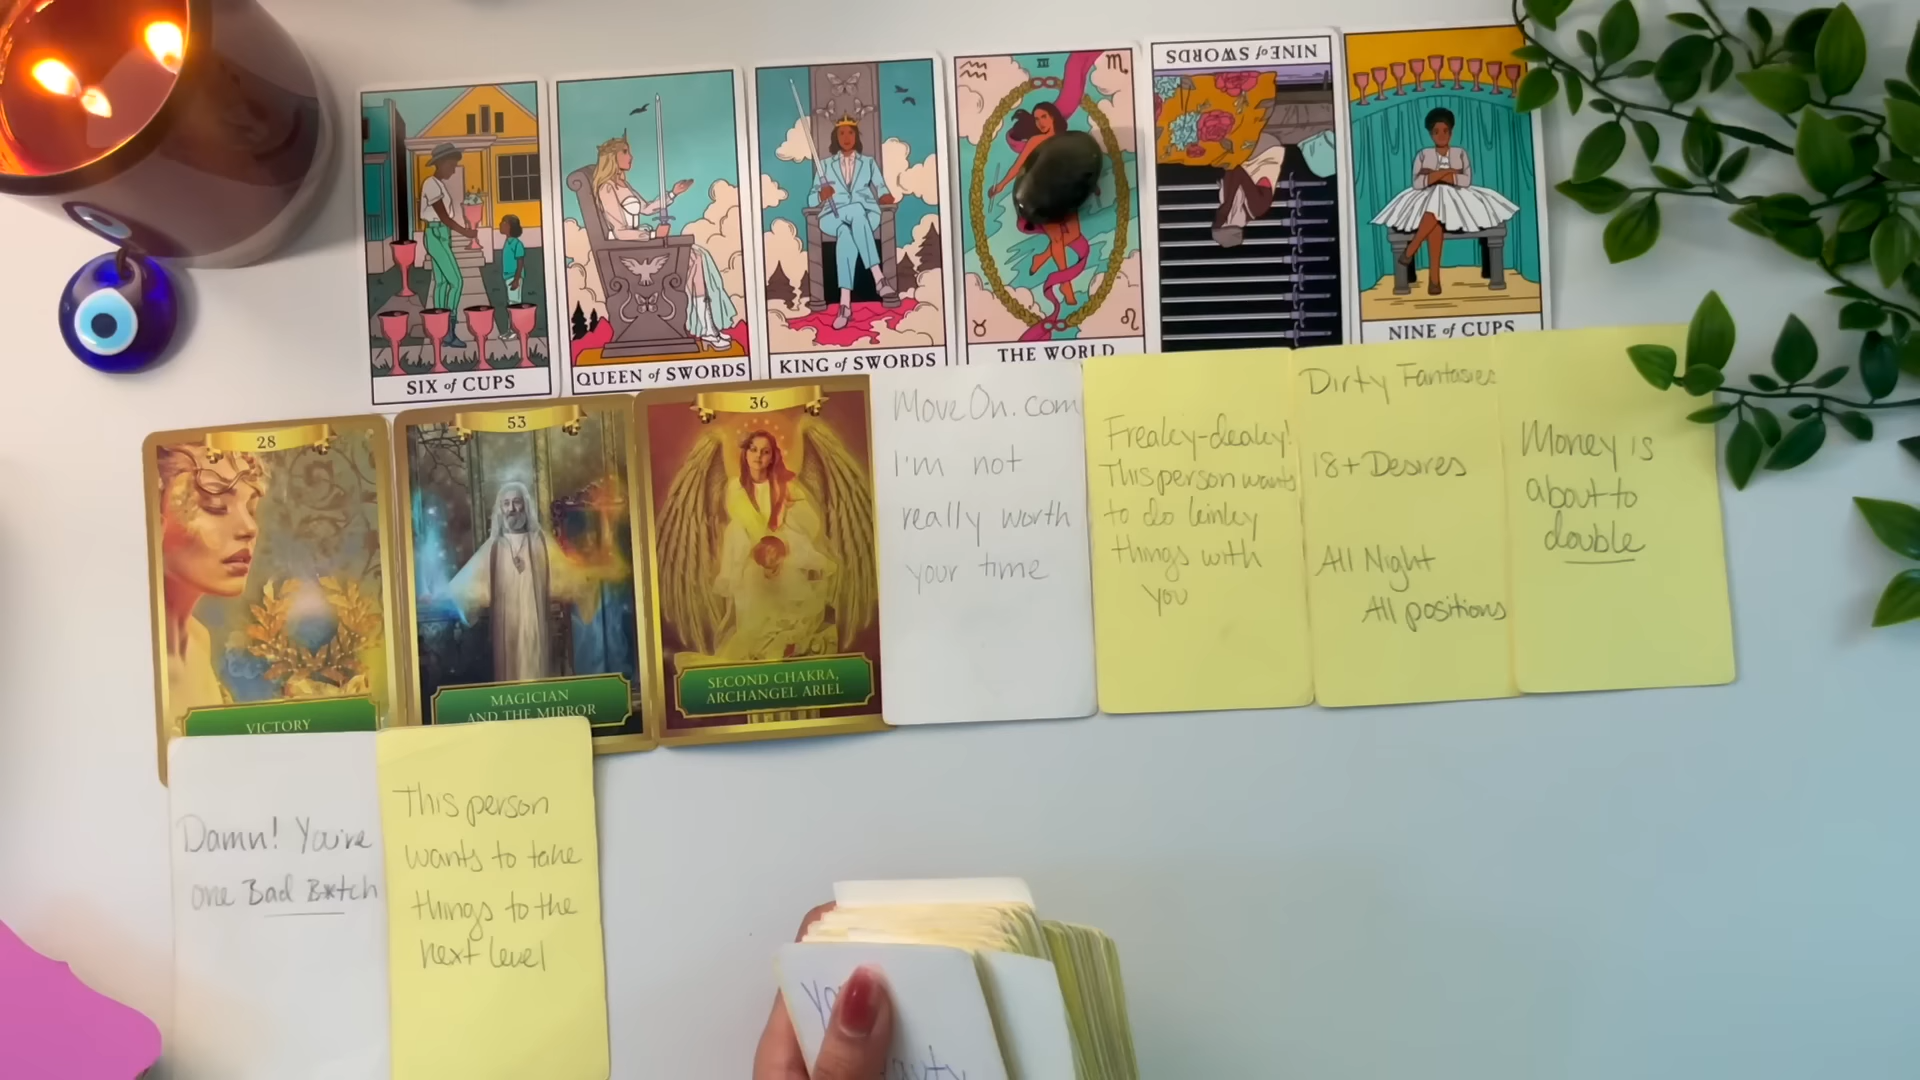 SIX of CUPS
QUEEN of SWORDS
KING of SWORDS
III
THE WORLD
NINE of SWORDS
NINE of CUPS
28
VICTORY
53
MAGICIAN
AND THE MIRROR
36
SECOND CHAKRA,
ARCHANGEL ARIEL
MoveOn.com
I'm not
really worth
your time
Freaky-deaky!
This person wants
to do kinky
things with
you
Dirty Fantasies
18+ Desires
All Night
All positions
Money is
about to
double
Damn! You're
one Bad B*tch
This person
wants to take
things to the
next level